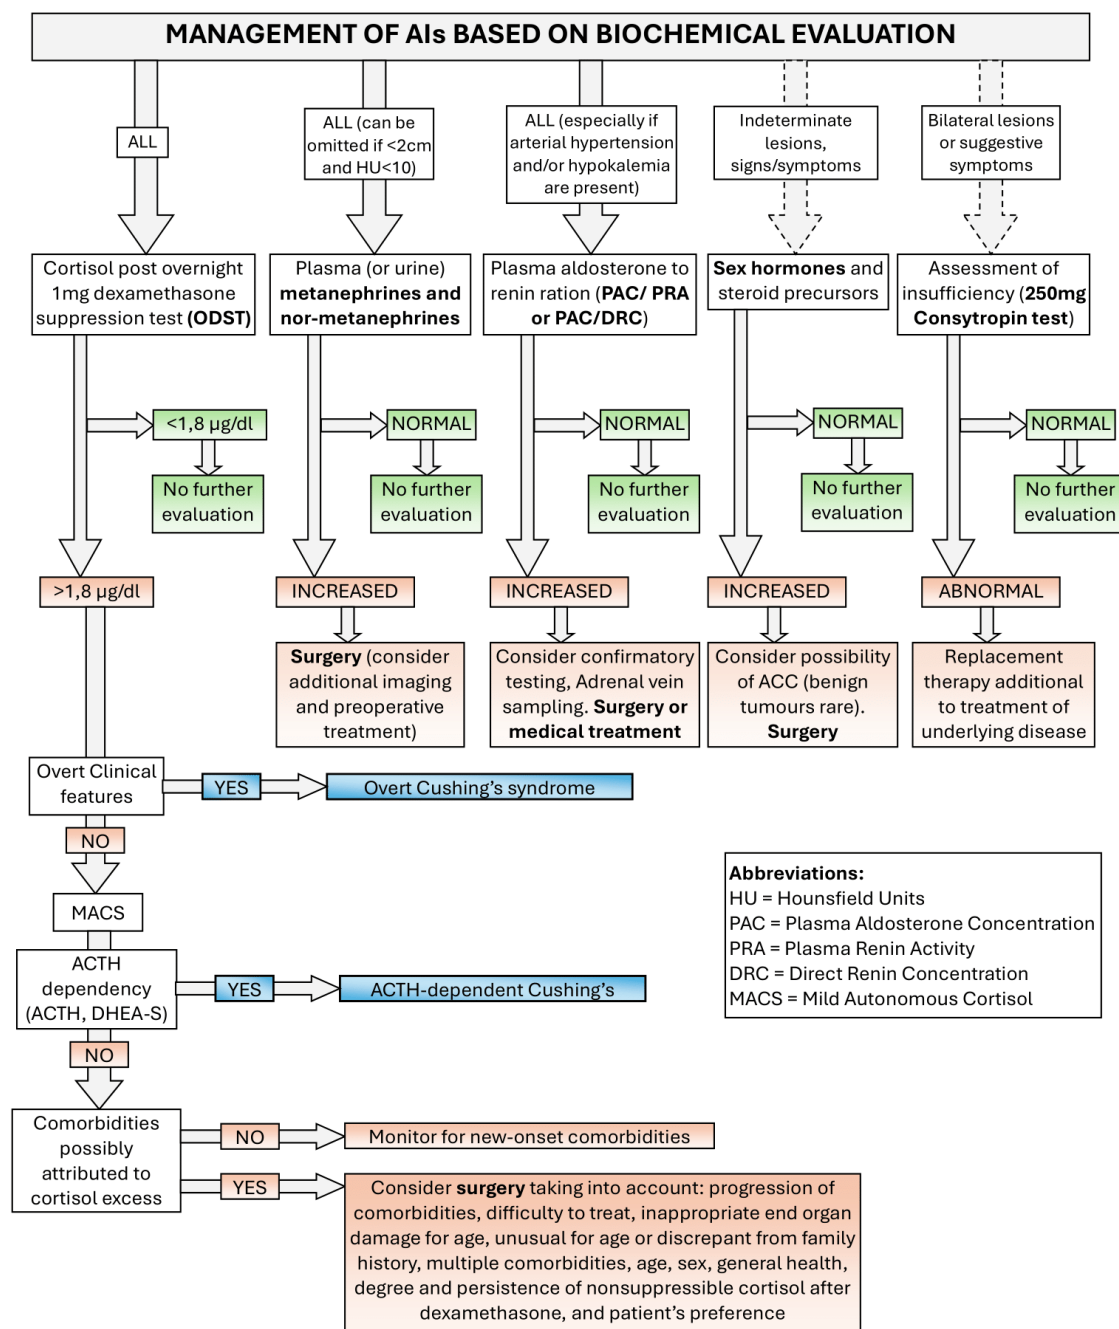 MANAGEMENT OF AIs BASED ON BIOCHEMICAL EVALUATION
ALL
ALL (can be
omitted if <2cm
and HU<10)
ALL (especially if
arterial hypertension
and/or hypokalemia
are present)
Indeterminate
lesions,
signs/symptoms
Bilateral lesions
or suggestive
symptoms
Cortisol post overnight
1mg dexamethasone
suppression test (ODST)
Plasma (or urine)
metanephrines and
nor-metanephrines
Plasma aldosterone to
renin ration (PAC/ PRA
or PAC/DRC)
Sex hormones and
steroid precursors
Assessment of
insufficiency (250mg
Consytropin test)
<1,8 µg/dl
No further
evaluation
NORMAL
No further
evaluation
NORMAL
No further
evaluation
NORMAL
No further
evaluation
NORMAL
No further
evaluation
>1,8 µg/dl
INCREASED
INCREASED
INCREASED
ABNORMAL
Surgery (consider
additional imaging
and preoperative
treatment)
Consider confirmatory
testing, Adrenal vein
sampling. Surgery or
medical treatment
Consider possibility
of ACC (benign
tumours rare).
Surgery
Replacement
therapy additional
to treatment of
underlying disease
Overt Clinical
features
YES
Overt Cushing’s syndrome
NO
MACS
ACTH
dependency
(ACTH, DHEA-S)
YES
ACTH-dependent Cushing’s
NO
Comorbidities
possibly
attributed to
cortisol excess
NO
Monitor for new-onset comorbidities
YES
Consider surgery taking into account: progression of
comorbidities, difficulty to treat, inappropriate end organ
damage for age, unusual for age or discrepant from family
history, multiple comorbidities, age, sex, general health,
degree and persistence of nonsuppressible cortisol after
dexamethasone, and patient’s preference
Abbreviations:
HU = Hounsfield Units
PAC = Plasma Aldosterone Concentration
PRA = Plasma Renin Activity
DRC = Direct Renin Concentration
MACS = Mild Autonomous Cortisol